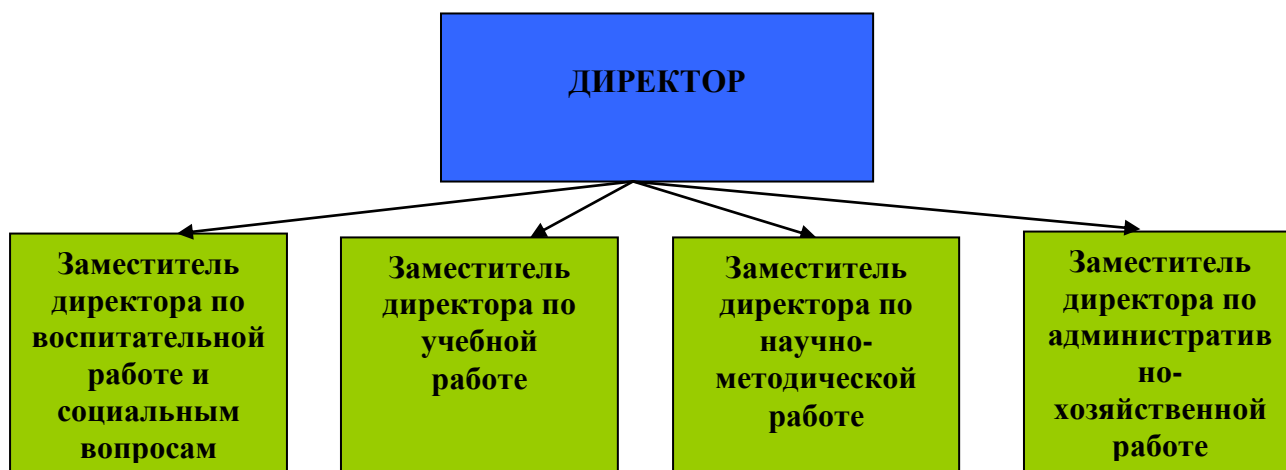 ДИРЕКТОР
Заместитель
директора по
воспитательной
работе и
социальным
вопросам
Заместитель
директора по
учебной
работе
Заместитель
директора по
научно-
методической
работе
Заместитель
директора по
административ
но-
хозяйственной
работе